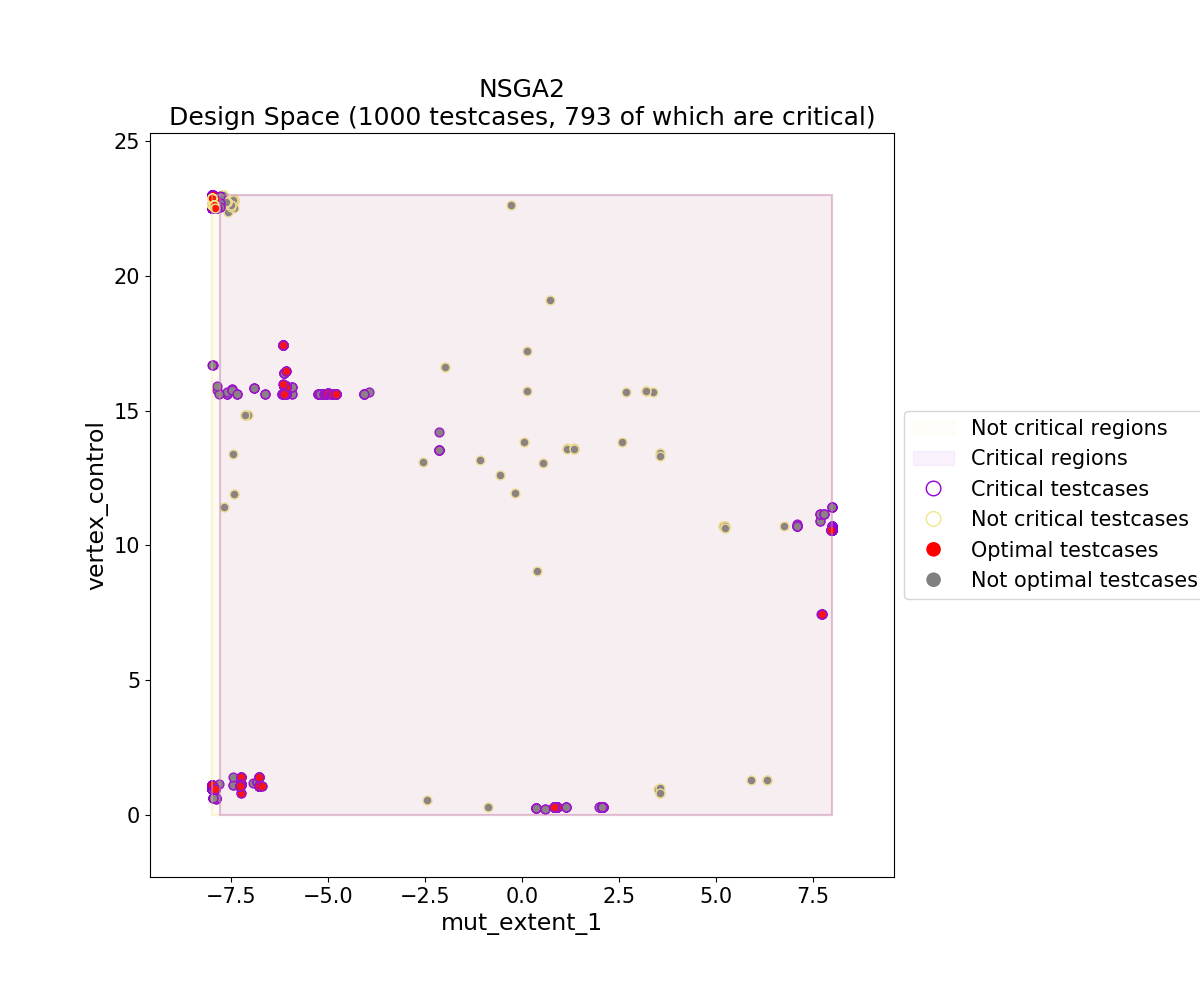 NSGA2
Design Space (1000 testcases, 793 of which are critical)
25
20
15
10
5
0
vertex_control
−7.5
−5.0
−2.5
0.0
2.5
5.0
7.5
mut_extent_1
Not critical regions
Critical regions
Critical testcases
Not critical testcases
Optimal testcases
Not optimal testcases